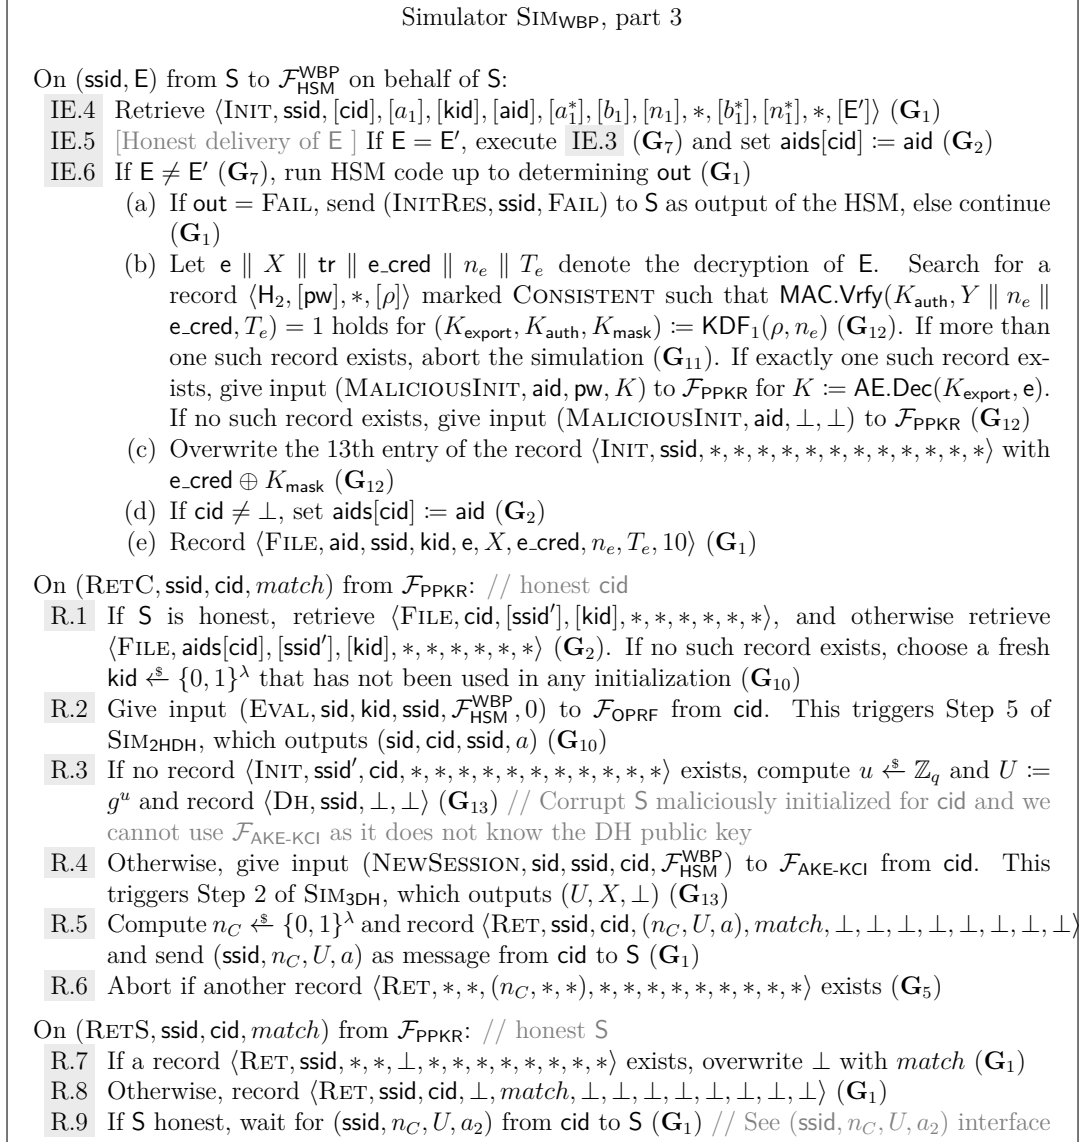 Simulator SIM_WBP, part 3
On (ssid, E) from S to F_HSM^WBP on behalf of S:
IE.4 Retrieve ⟨INIT, ssid, [cid], [a_1], [kid], [aid], [a_1^*], [b_1], [n_1], ∗, [b_1^*], [n_1^*], ∗, [E′]⟩ (G_1)
IE.5 [Honest delivery of E ] If E = E′, execute IE.3 (G_7) and set aids[cid] := aid (G_2)
IE.6 If E ≠ E′ (G_7), run HSM code up to determining out (G_1)
(a) If out = FAIL, send (INITRES, ssid, FAIL) to S as output of the HSM, else continue
(G_1)
(b) Let e ∥ X ∥ tr ∥ e_cred ∥ n_e ∥ T_e denote the decryption of E. Search for a
record ⟨H_2, [pw], ∗, [ρ]⟩ marked CONSISTENT such that MAC.Vrfy(K_auth, Y ∥ n_e ∥
e_cred, T_e) = 1 holds for (K_export, K_auth, K_mask) := KDF_1(ρ, n_e) (G_12). If more than
one such record exists, abort the simulation (G_11). If exactly one such record ex-
ists, give input (MALICIOUSINIT, aid, pw, K) to F_PPKR for K := AE.Dec(K_export, e).
If no such record exists, give input (MALICIOUSINIT, aid, ⊥, ⊥) to F_PPKR (G_12)
(c) Overwrite the 13th entry of the record ⟨INIT, ssid, ∗, ∗, ∗, ∗, ∗, ∗, ∗, ∗, ∗, ∗, ∗, ∗⟩ with
e_cred ⊕ K_mask (G_12)
(d) If cid ≠ ⊥, set aids[cid] := aid (G_2)
(e) Record ⟨FILE, aid, ssid, kid, e, X, e_cred, n_e, T_e, 10⟩ (G_1)
On (RETC, ssid, cid, match) from F_PPKR: // honest cid
R.1 If S is honest, retrieve ⟨FILE, cid, [ssid′], [kid], ∗, ∗, ∗, ∗, ∗, ∗⟩, and otherwise retrieve
⟨FILE, aids[cid], [ssid′], [kid], ∗, ∗, ∗, ∗, ∗, ∗⟩ (G_2). If no such record exists, choose a fresh
kid ←$ {0, 1}^λ that has not been used in any initialization (G_10)
R.2 Give input (EVAL, sid, kid, ssid, F_HSM^WBP, 0) to F_OPRF from cid. This triggers Step 5 of
SIM_2HDH, which outputs (sid, cid, ssid, a) (G_10)
R.3 If no record ⟨INIT, ssid′, cid, ∗, ∗, ∗, ∗, ∗, ∗, ∗, ∗, ∗, ∗, ∗⟩ exists, compute u ←$ Z_q and U :=
g^u and record ⟨DH, ssid, ⊥, ⊥⟩ (G_13) // Corrupt S maliciously initialized for cid and we
cannot use F_AKE-KCI as it does not know the DH public key
R.4 Otherwise, give input (NEWSESSION, sid, ssid, cid, F_HSM^WBP) to F_AKE-KCI from cid. This
triggers Step 2 of SIM_3DH, which outputs (U, X, ⊥) (G_13)
R.5 Compute n_C ←$ {0, 1}^λ and record ⟨RET, ssid, cid, (n_C, U, a), match, ⊥, ⊥, ⊥, ⊥, ⊥, ⊥, ⊥, ⊥⟩
and send (ssid, n_C, U, a) as message from cid to S (G_1)
R.6 Abort if another record ⟨RET, ∗, ∗, (n_C, ∗, ∗), ∗, ∗, ∗, ∗, ∗, ∗, ∗, ∗, ∗⟩ exists (G_5)
On (RETS, ssid, cid, match) from F_PPKR: // honest S
R.7 If a record ⟨RET, ssid, ∗, ∗, ⊥, ∗, ∗, ∗, ∗, ∗, ∗, ∗, ∗⟩ exists, overwrite ⊥ with match (G_1)
R.8 Otherwise, record ⟨RET, ssid, cid, ⊥, match, ⊥, ⊥, ⊥, ⊥, ⊥, ⊥, ⊥, ⊥⟩ (G_1)
R.9 If S honest, wait for (ssid, n_C, U, a_2) from cid to S (G_1) // See (ssid, n_C, U, a_2) interface